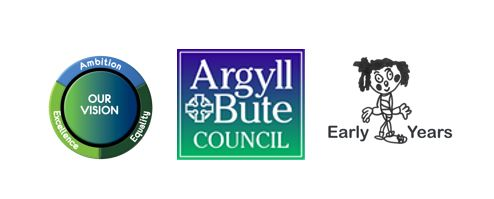 Ambition
OUR
VISION
Excellence
Equality
Argyll
Bute
COUNCIL
Early Years